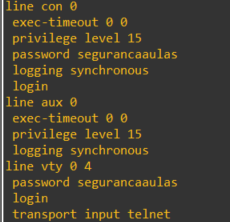 line con 0
 exec-timeout 0 0
 privilege level 15
 password segurancaaulas
 logging synchronous
 login
line aux 0
 exec-timeout 0 0
 privilege level 15
 logging synchronous
line vty 0 4
 password segurancaaulas
 login
 transport input telnet